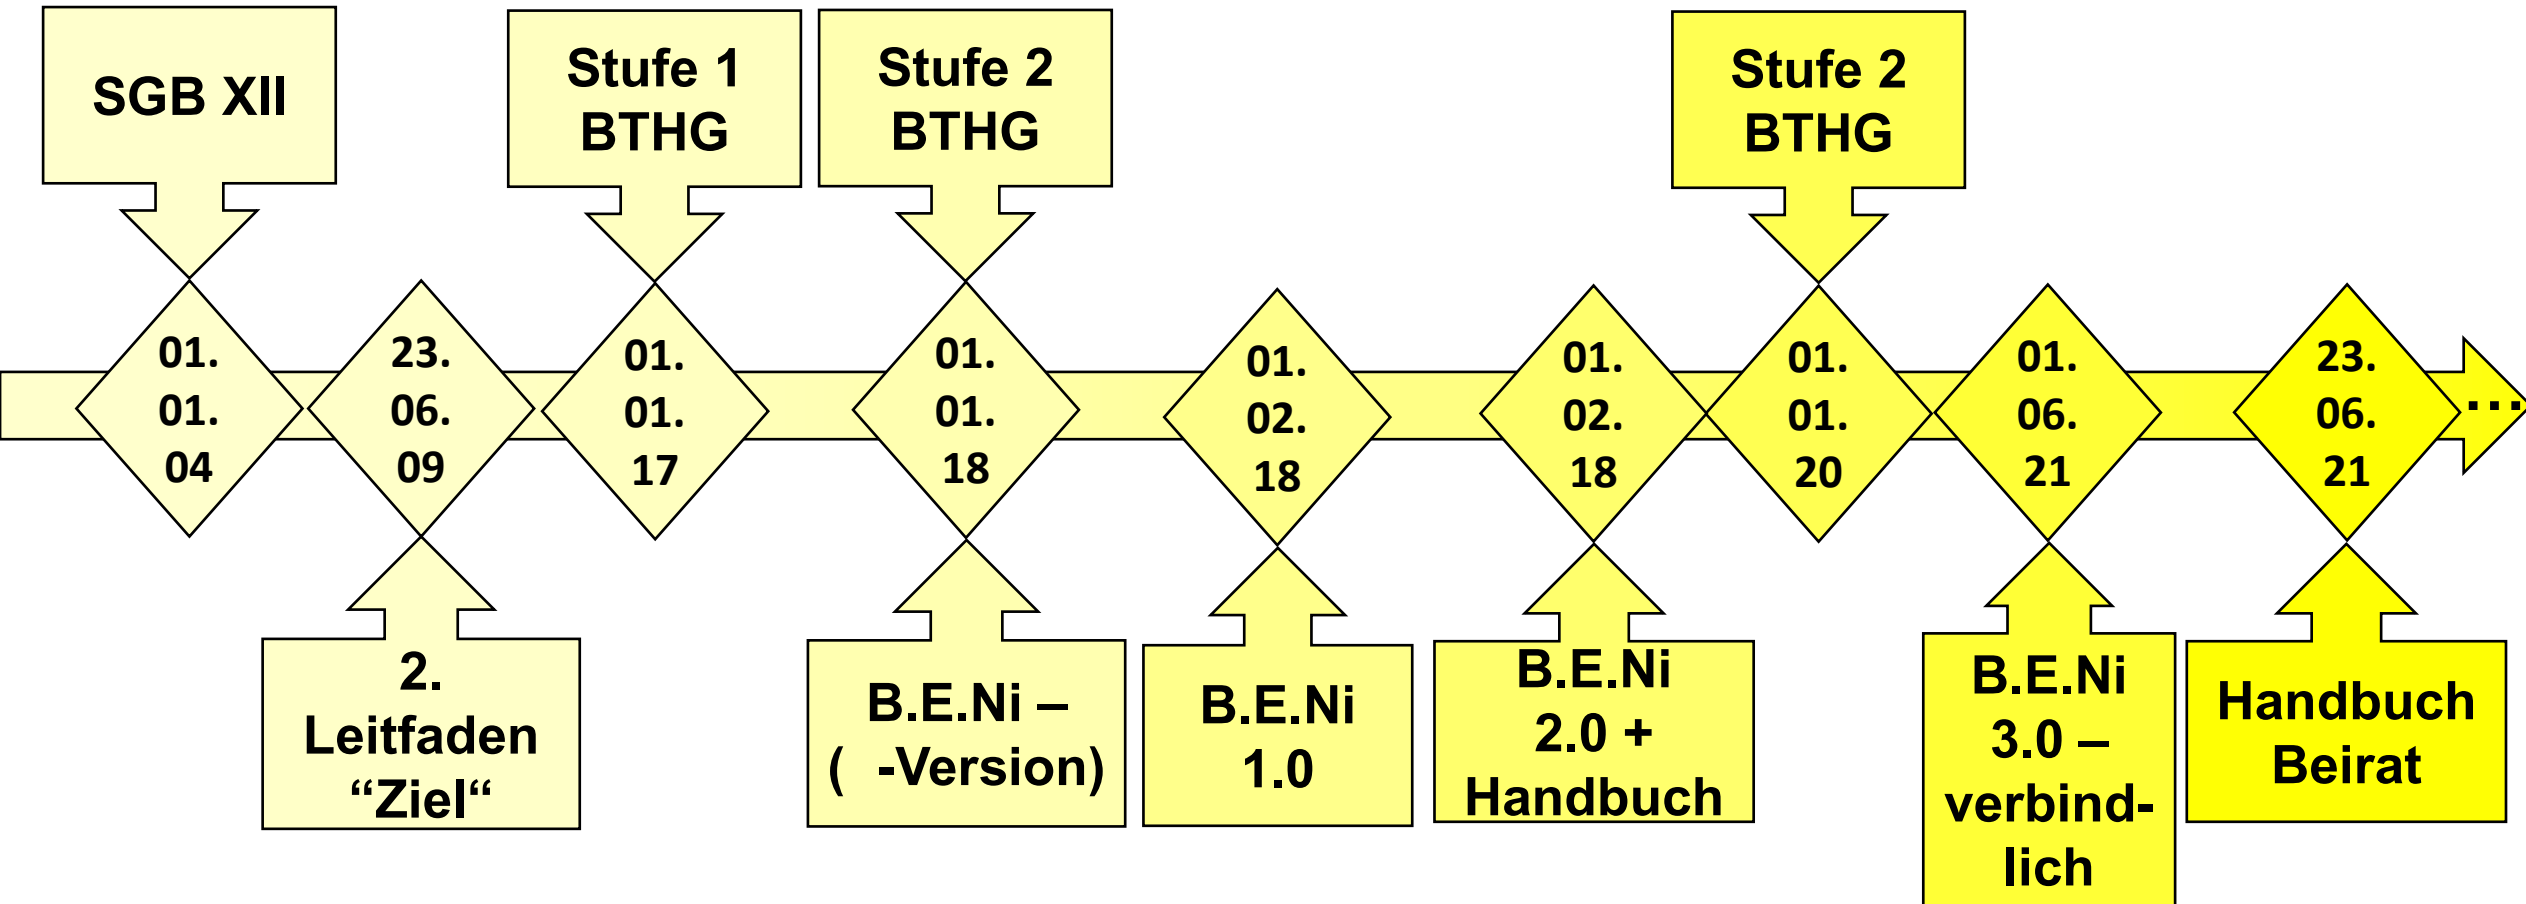 SGB XII
Stufe 1
BTHG
Stufe 2
BTHG
Stufe 2
BTHG
01.
01.
04
23.
06.
09
01.
01.
17
01.
01.
18
01.
02.
18
01.
02.
18
01.
01.
20
01.
06.
21
23.
06.
21
...
2.
Leitfaden
“Ziel“
B.E.Ni –
(  -Version)
B.E.Ni
1.0
B.E.Ni
2.0 +
Handbuch
B.E.Ni
3.0 –
verbind-
lich
Handbuch
Beirat